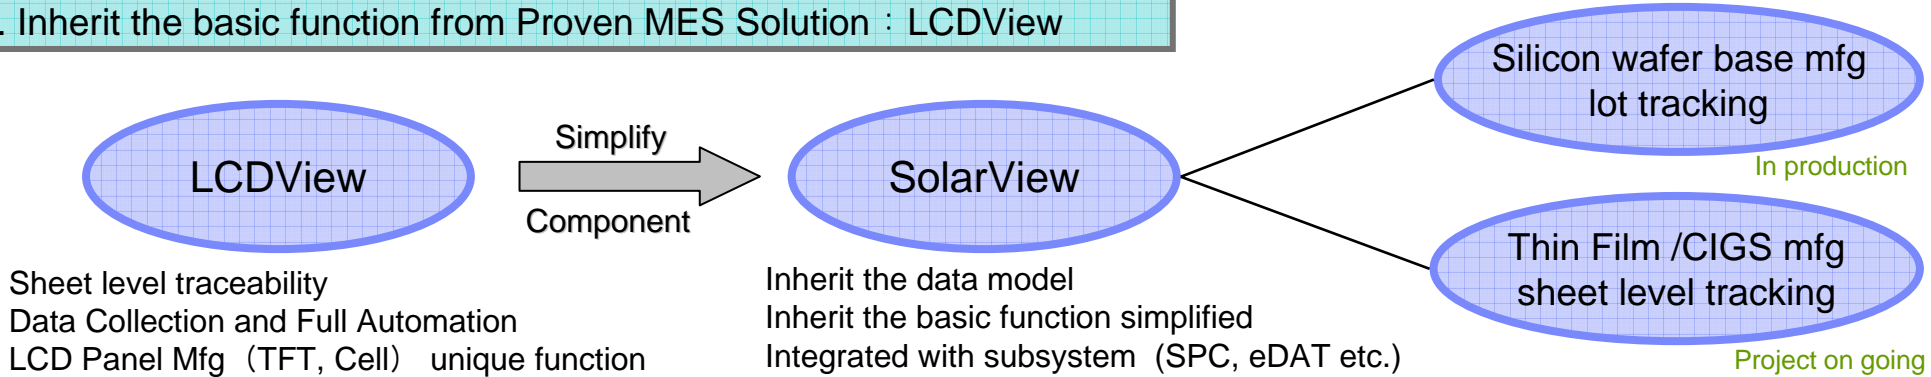 . Inherit the basic function from Proven MES Solution：LCDView
LCDView
Simplify
Component
SolarView
Silicon wafer base mfg
lot tracking
In production
Thin Film /CIGS mfg
sheet level tracking
Project on going
Sheet level traceability
Data Collection and Full Automation
LCD Panel Mfg（TFT, Cell） unique function
Inherit the data model
Inherit the basic function simplified
Integrated with subsystem (SPC, eDAT etc.)